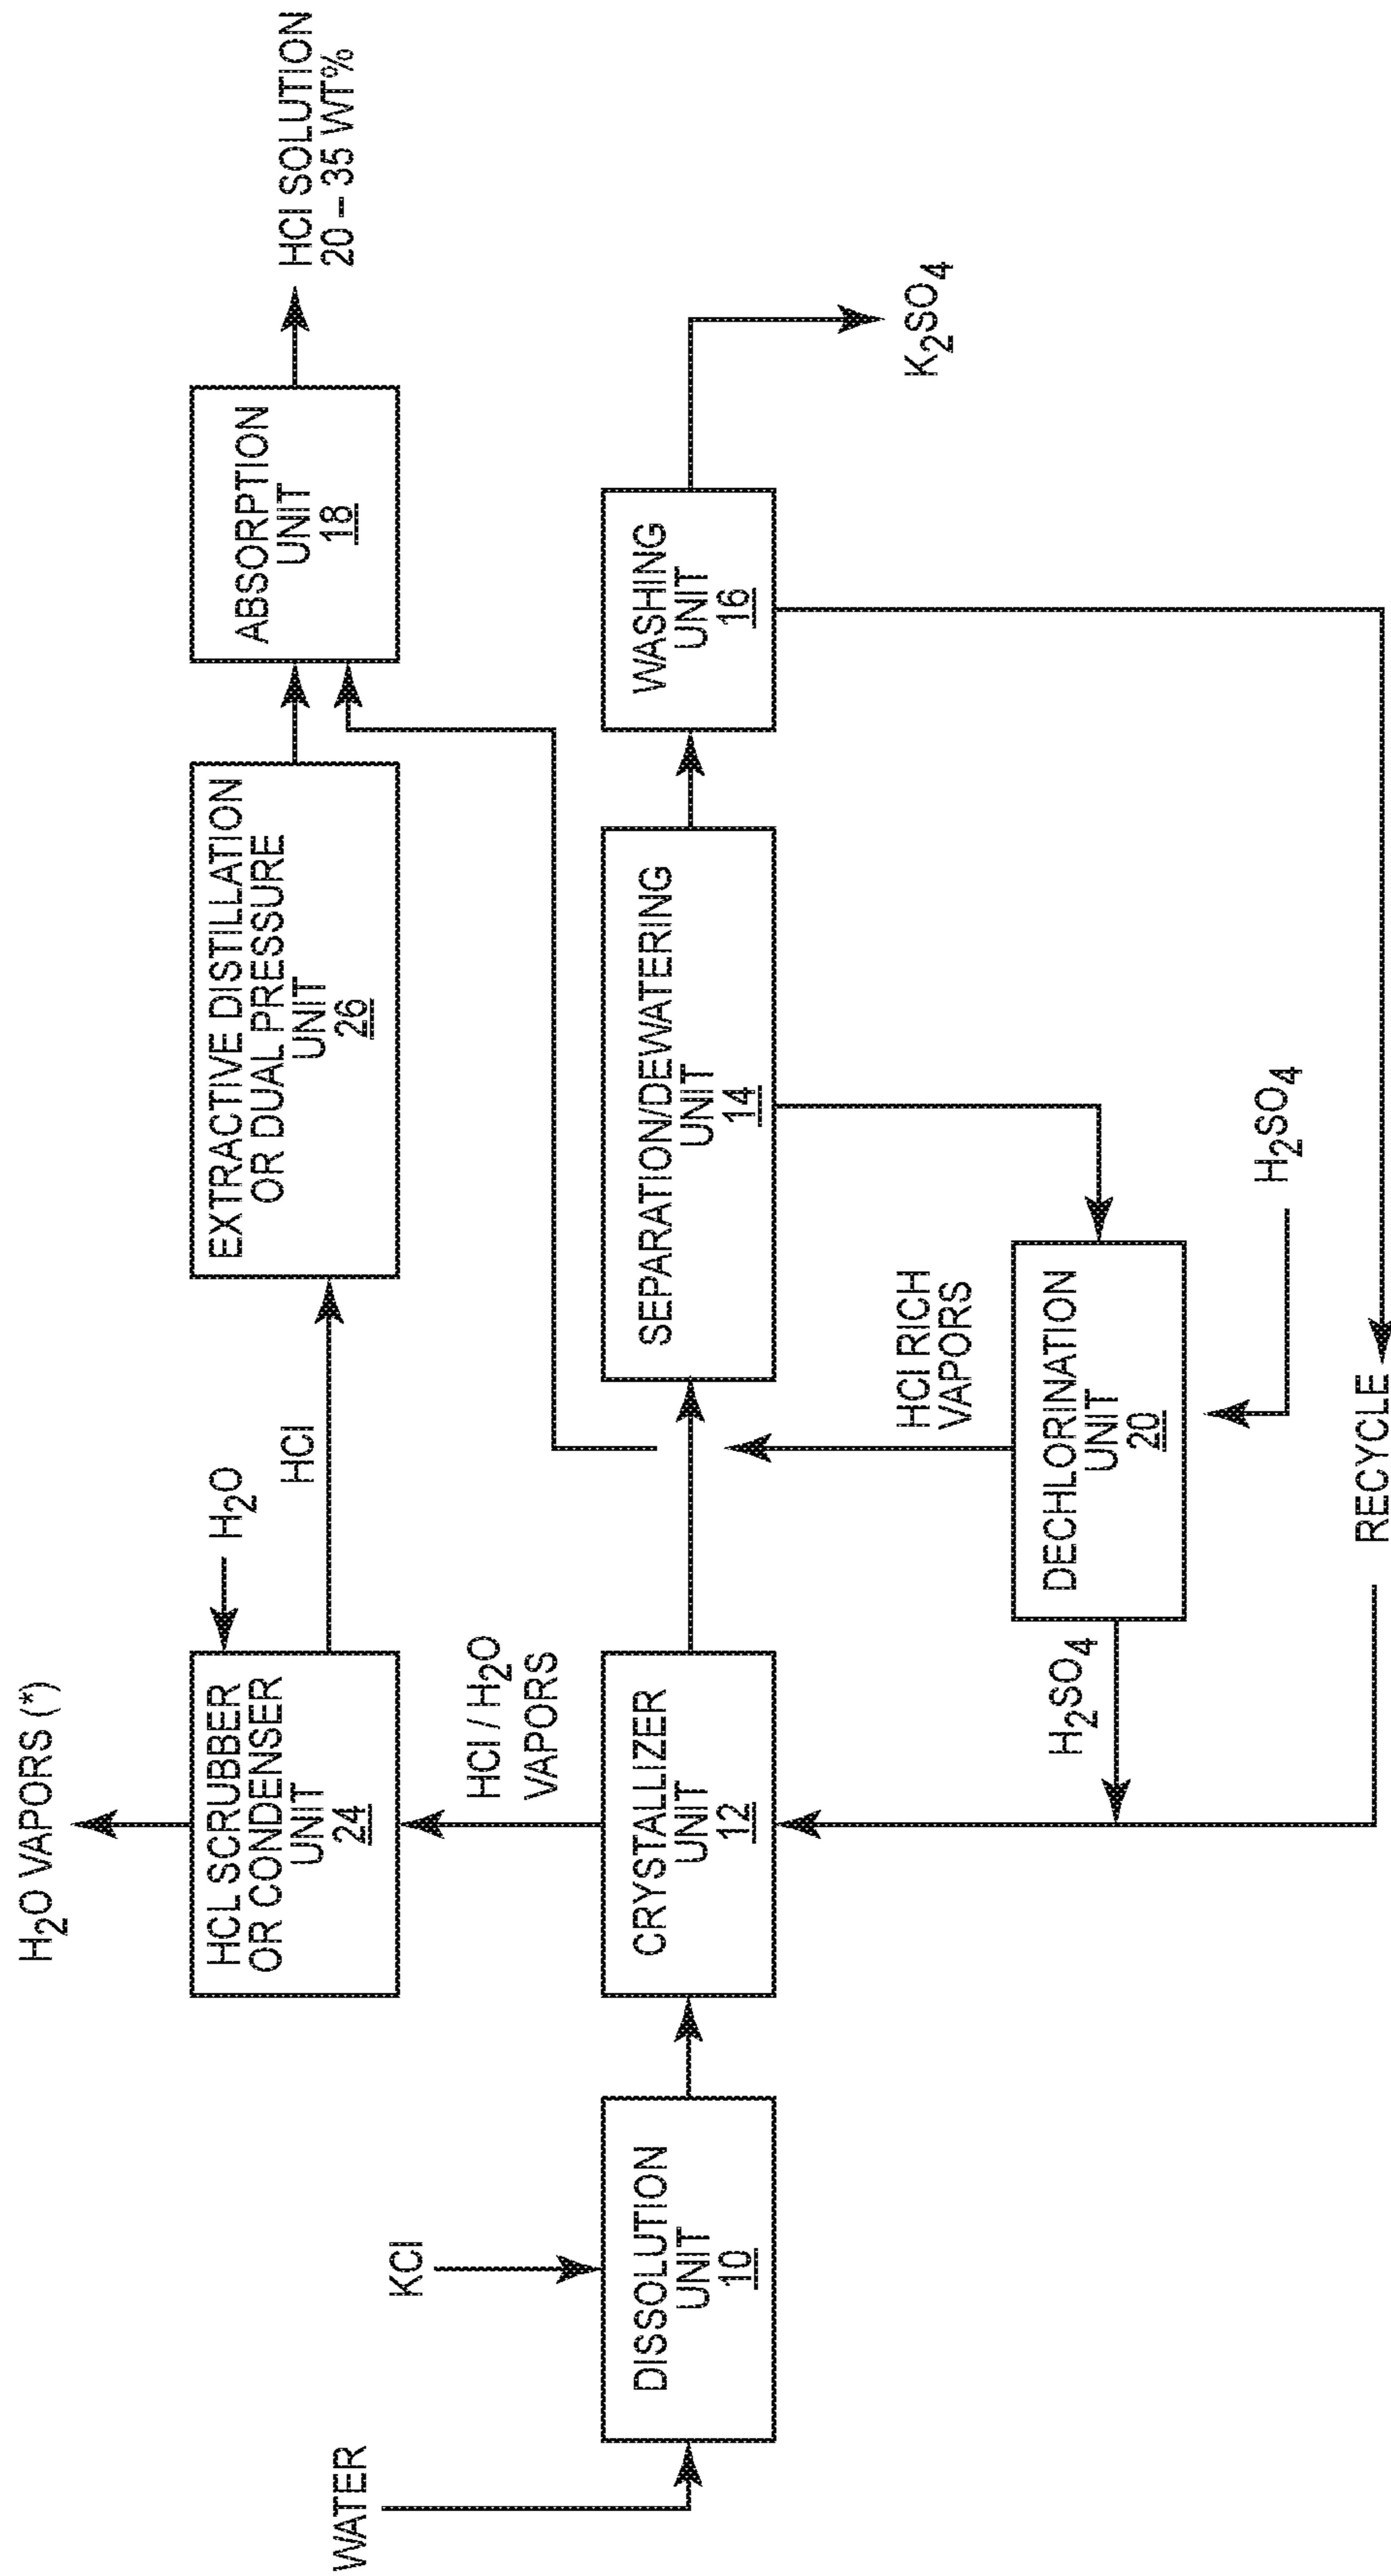 H2O VAPORS (*)
HCL SCRUBBER
OR CONDENSER
UNIT
24
H2O
HCl
EXTRACTIVE DISTILLATION
OR DUAL PRESSURE
UNIT
26
ABSORPTION
UNIT
18
HCl SOLUTION
20 – 35 WT%
HCl / H2O
VAPORS
WATER
KCl
DISSOLUTION
UNIT
10
CRYSTALLIZER
UNIT
12
SEPARATION/DEWATERING
UNIT
14
WASHING
UNIT
16
K2SO4
HCl RICH
VAPORS
H2SO4
DECHLORINATION
UNIT
20
H2SO4
RECYCLE